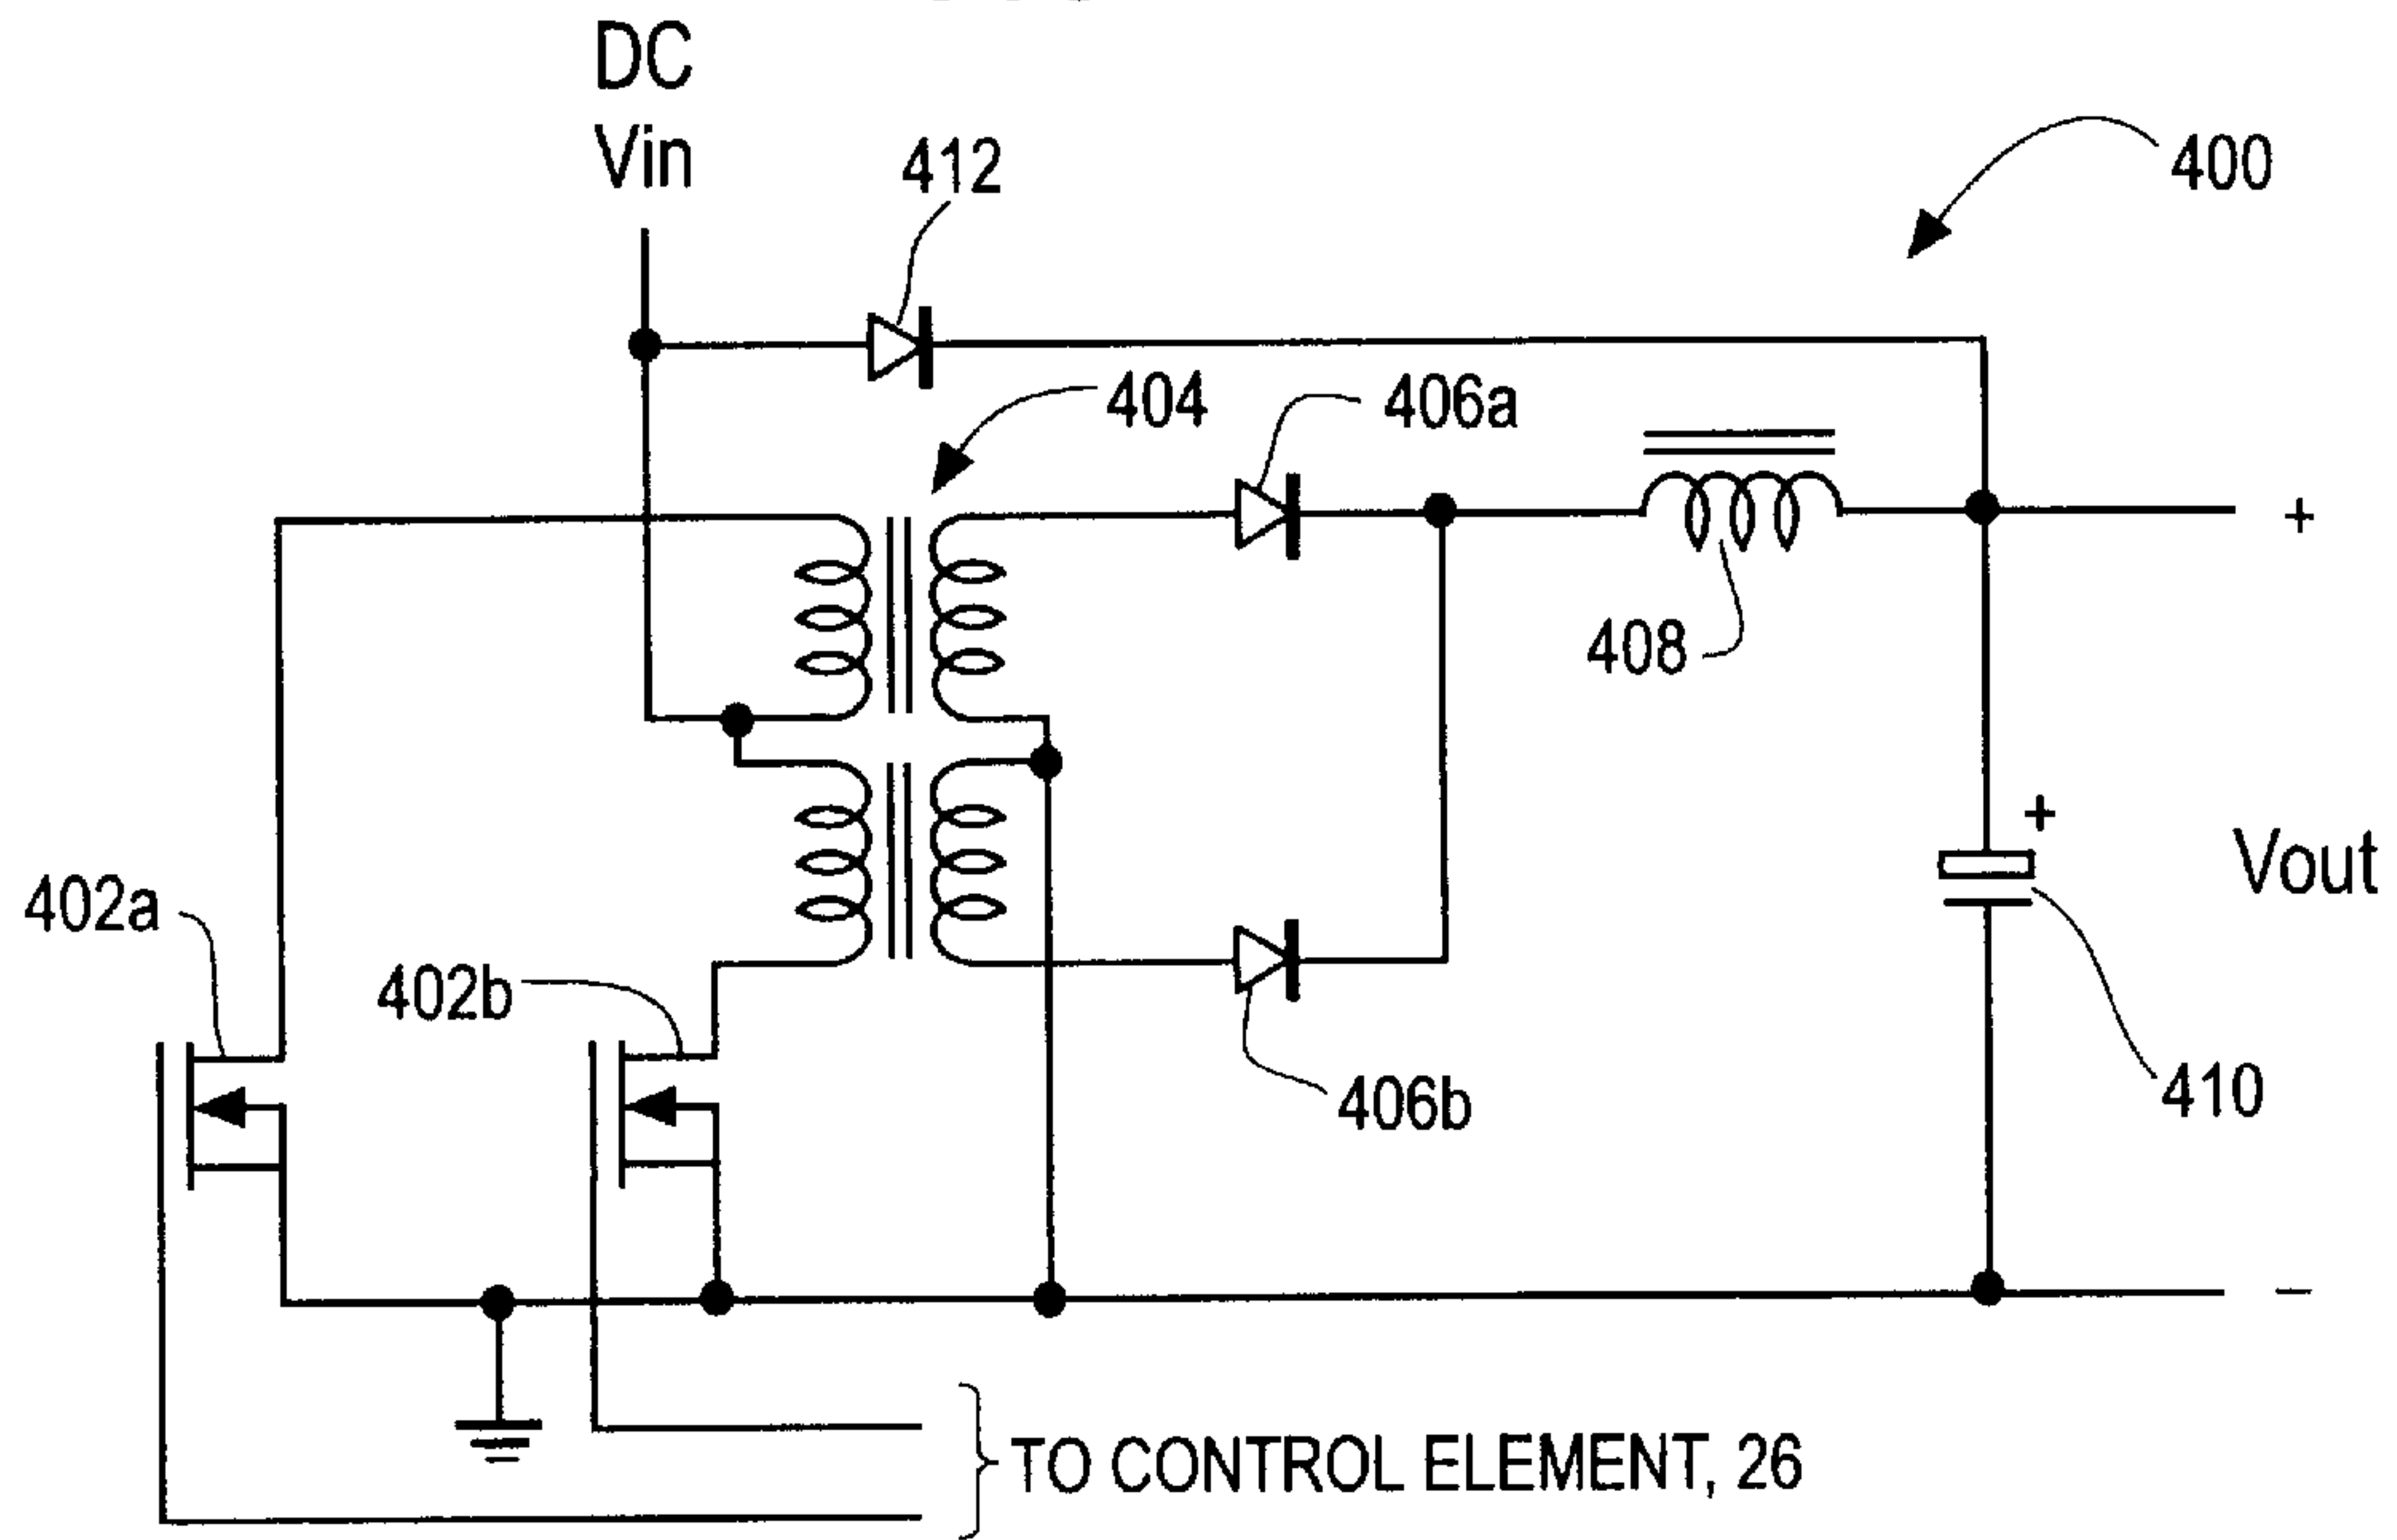 DC
Vin
412
400
404
406a
408
+
+
Vout
402a
402b
406b
410
−
TO CONTROL ELEMENT, 26